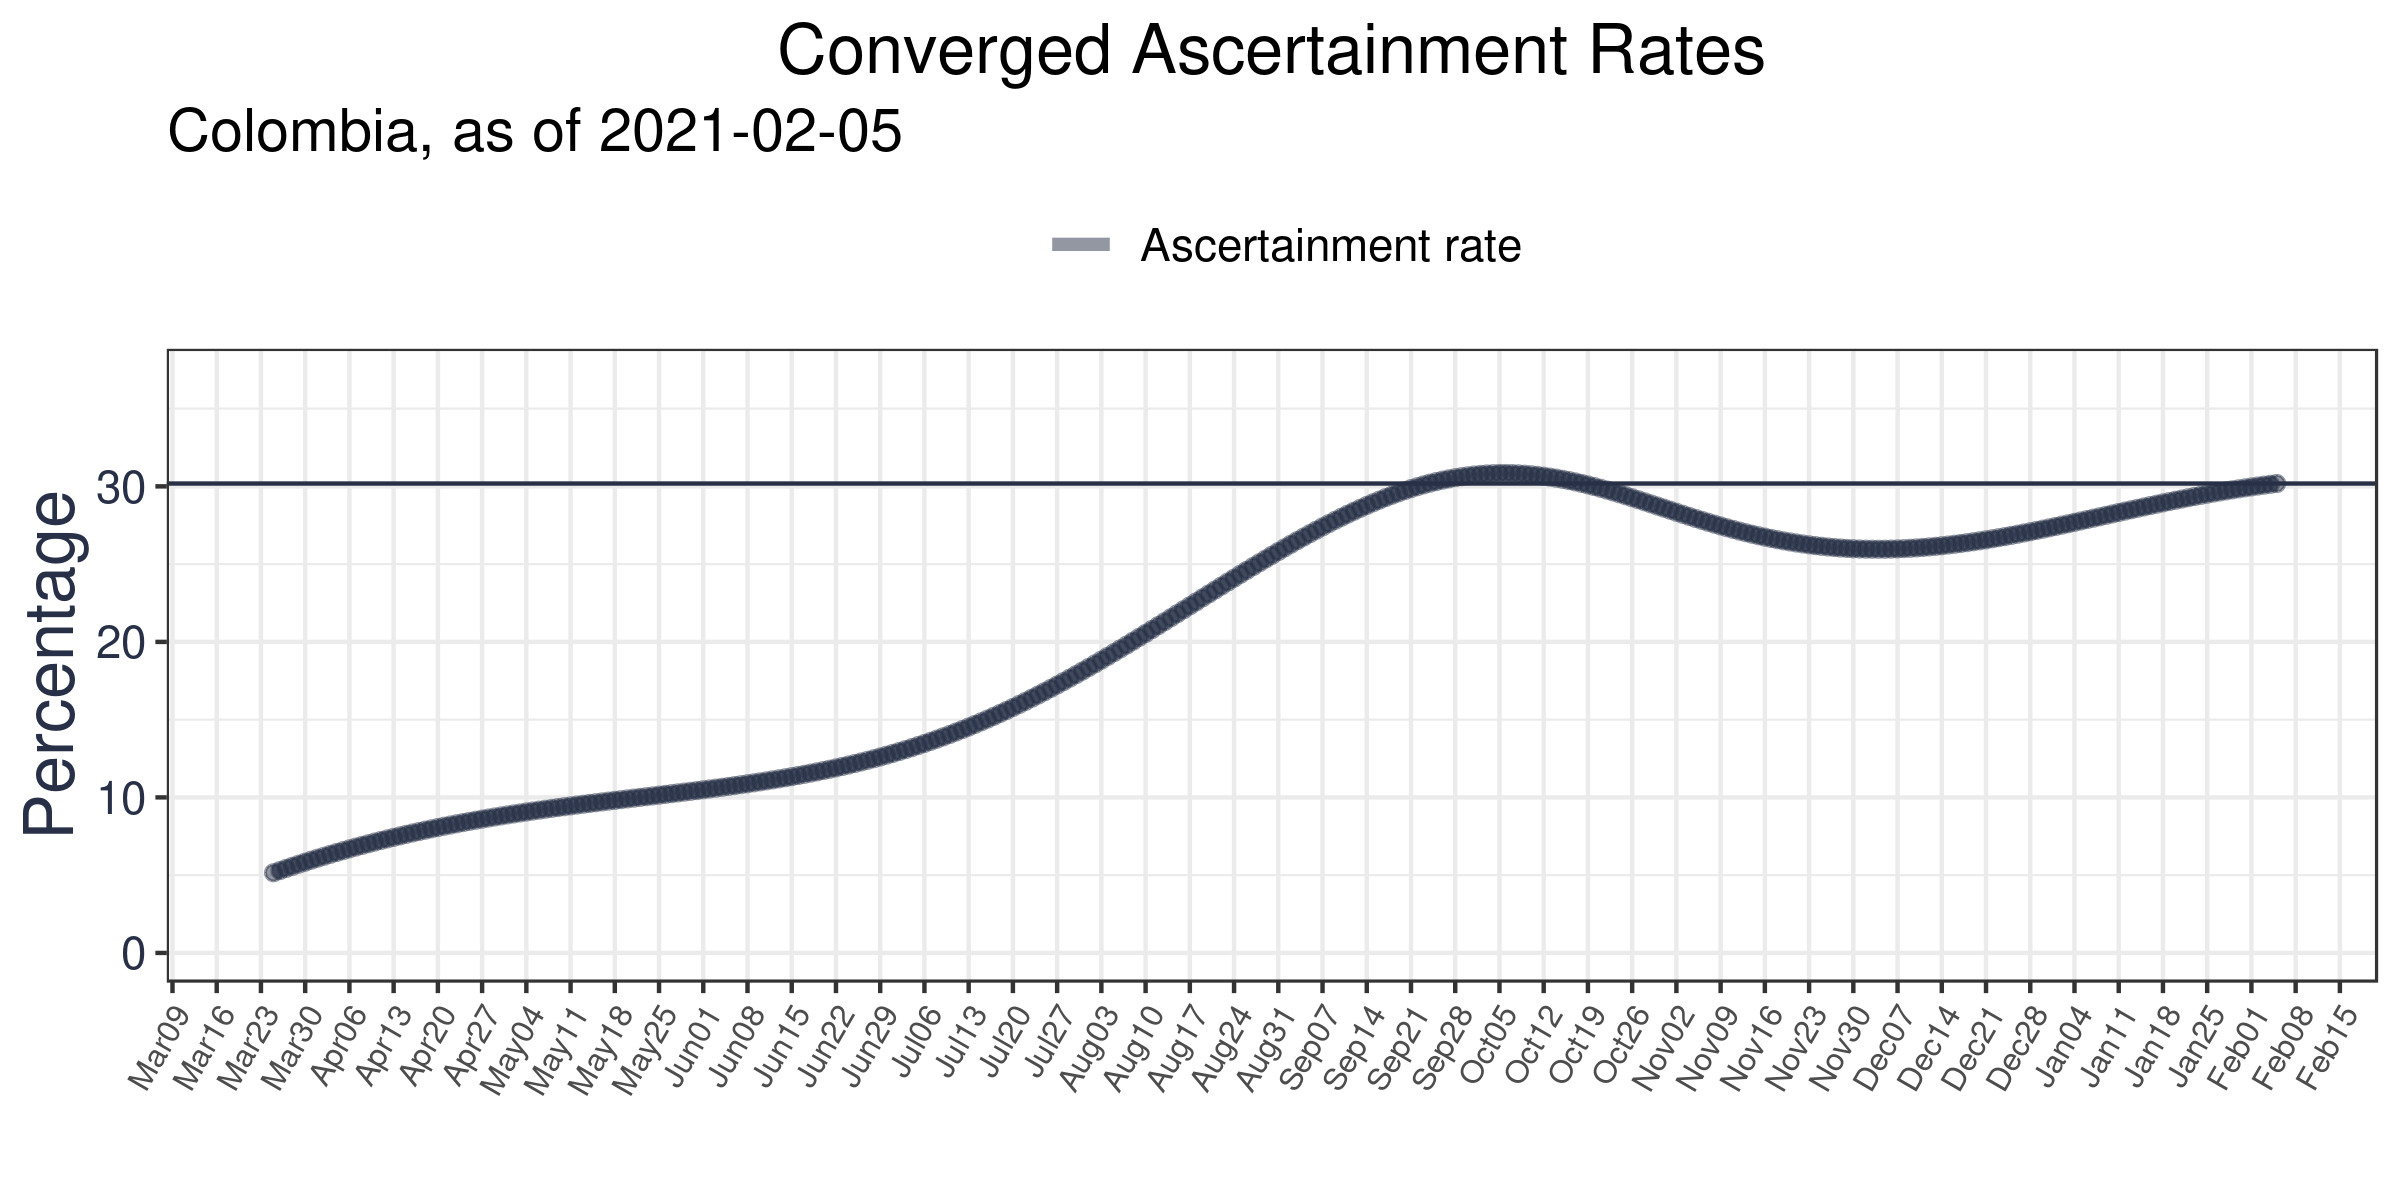 Converged Ascertainment Rates
Colombia, as of 2021-02-05
Ascertainment rate
Percentage
30
20
10
0
Mar09 Mar16 Mar23 Mar30 Apr06 Apr13 Apr20 Apr27 May04 May11 May18 May25 Jun01 Jun08 Jun15 Jun22 Jun29 Jul06 Jul13 Jul20 Jul27 Aug03 Aug10 Aug17 Aug24 Aug31 Sep07 Sep14 Sep21 Sep28 Oct05 Oct12 Oct19 Oct26 Nov02 Nov09 Nov16 Nov23 Nov30 Dec07 Dec14 Dec21 Dec28 Jan04 Jan11 Jan18 Jan25 Feb01 Feb08 Feb15